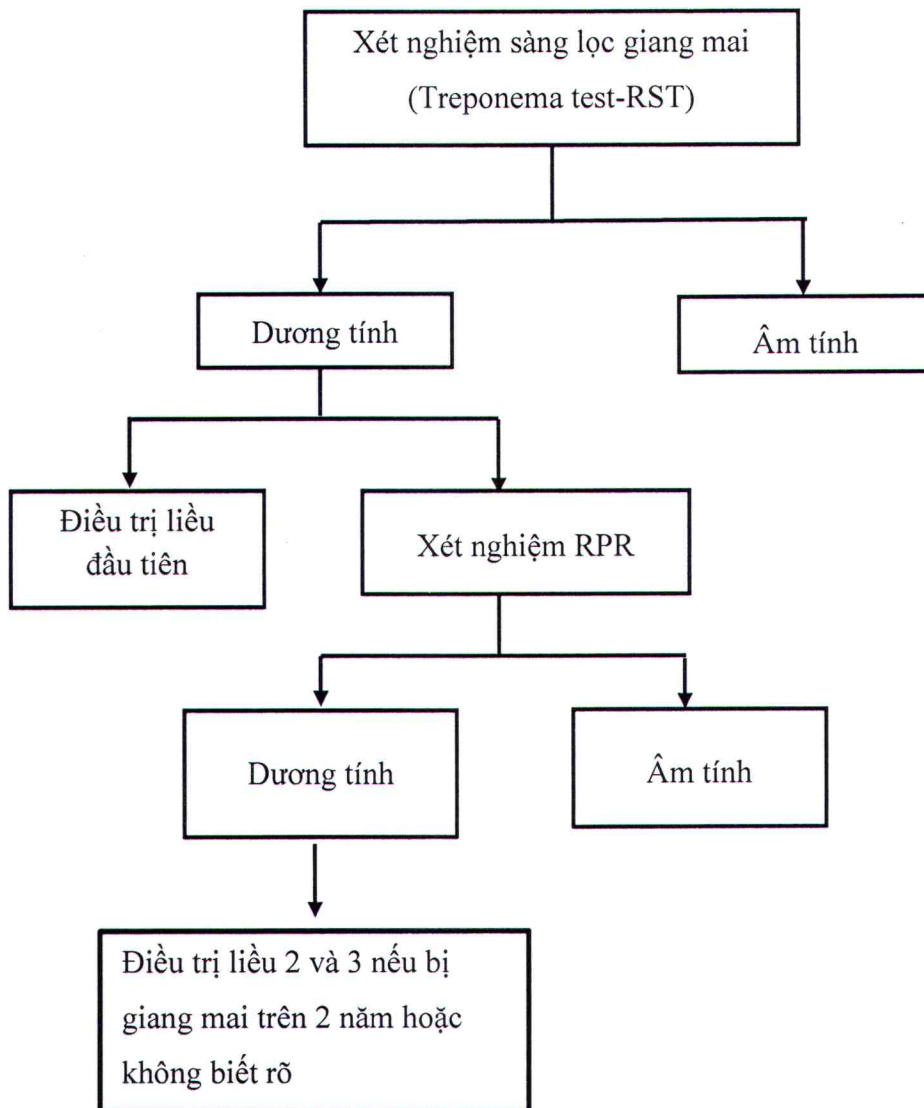 Xét nghiệm sàng lọc giang mai
(Treponema test-RST)
Dương tính
Âm tính
Điều trị liều
đầu tiên
Xét nghiệm RPR
Dương tính
Âm tính
Điều trị liều 2 và 3 nếu bị
giang mai trên 2 năm hoặc
không biết rõ